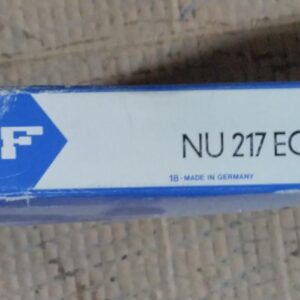 F
NU 217 EC
18 - MADE IN GERMANY